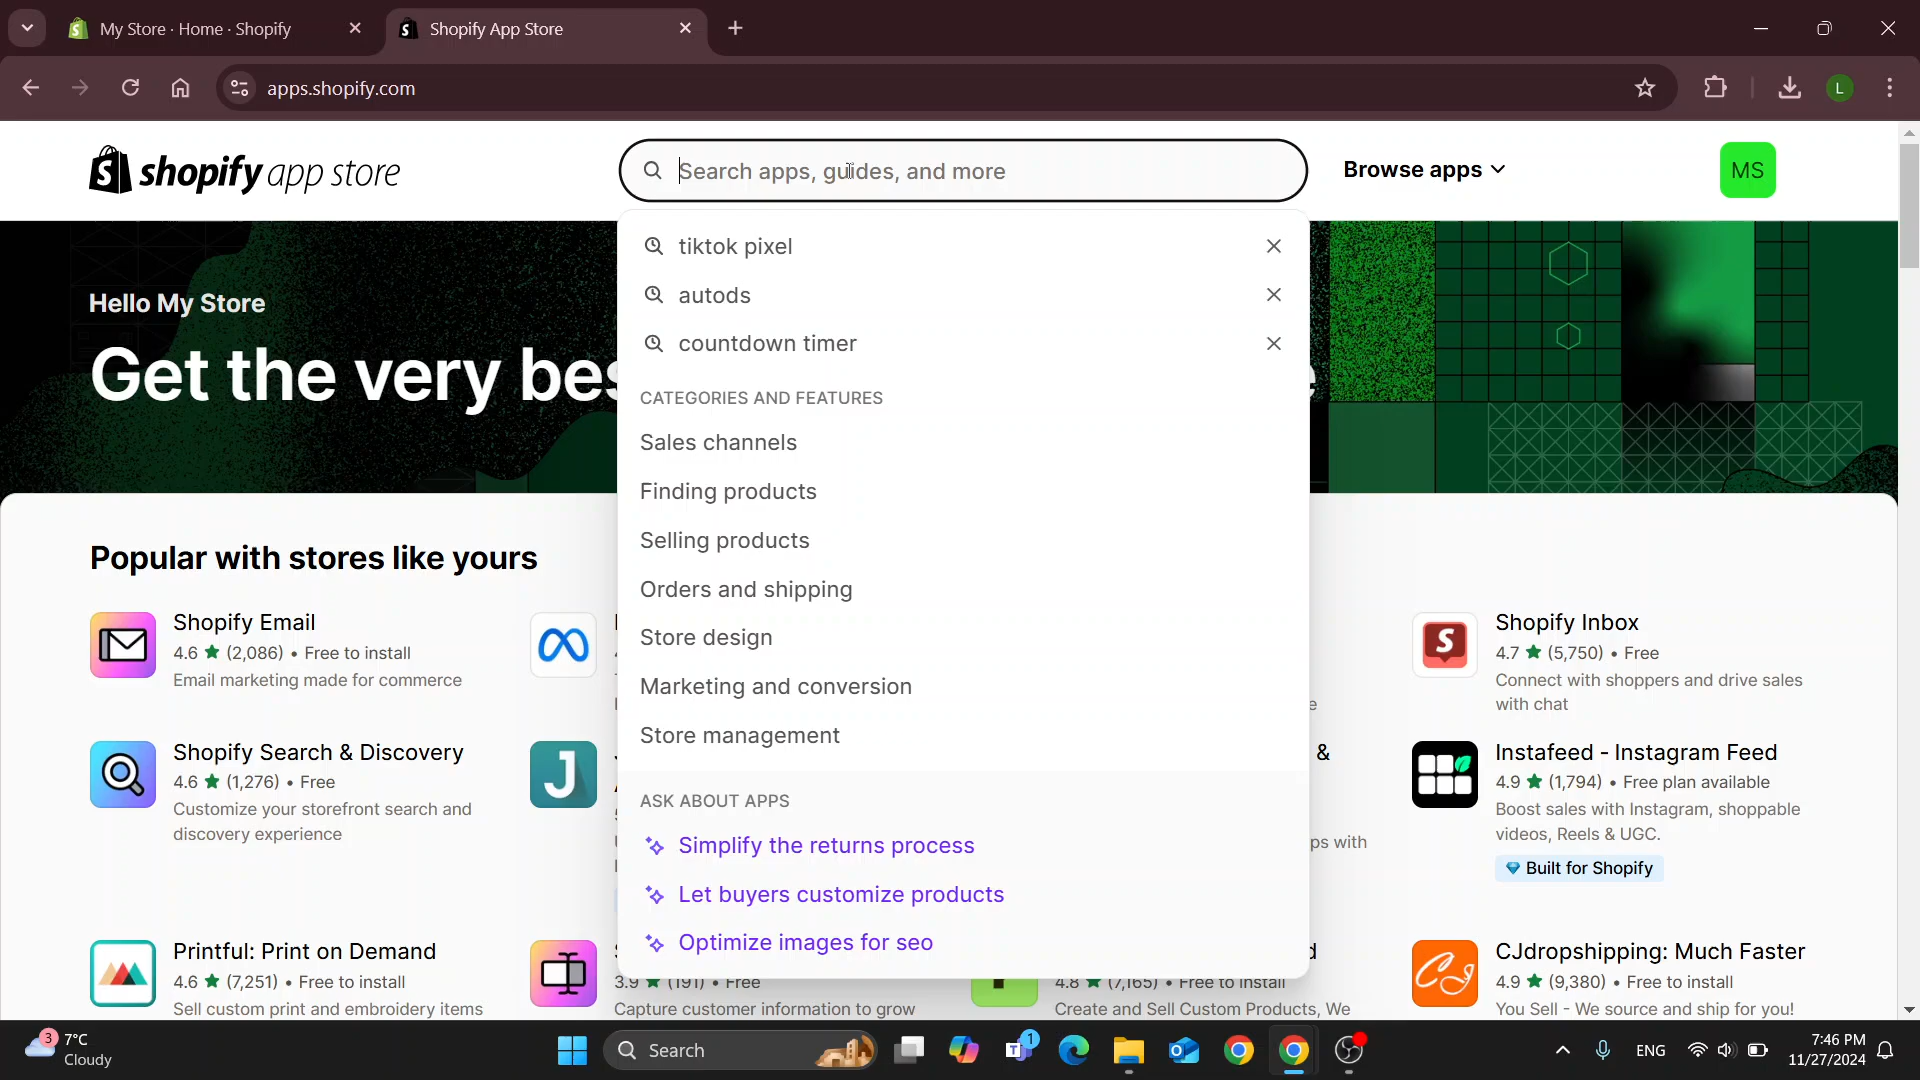 My Store · Home · Shopify
Shopify App Store
apps.shopify.com
L
shopify app store
Search apps, guides, and more
Browse apps
MS
tiktok pixel
autods
countdown timer
CATEGORIES AND FEATURES
Sales channels
Finding products
Selling products
Orders and shipping
Store design
Marketing and conversion
Store management
ASK ABOUT APPS
Simplify the returns process
Let buyers customize products
Optimize images for seo
Hello My Store
Get the very bes
Popular with stores like yours
Shopify Email
4.6 ★ (2,086) • Free to install
Email marketing made for commerce
Shopify Inbox
4.7 ★ (5,750) • Free
Connect with shoppers and drive sales
with chat
Shopify Search & Discovery
4.6 ★ (1,276) • Free
Customize your storefront search and
discovery experience
J
&
ps with
Instafeed - Instagram Feed
4.9 ★ (1,794) • Free plan available
Boost sales with Instagram, shoppable
videos, Reels & UGC.
Built for Shopify
Printful: Print on Demand
4.6 ★ (7,251) • Free to install
Sell custom print and embroidery items
3.9 ★ (191) • Free
Capture customer information to grow
d
4.8 ★ (7,165) • Free to install
Create and Sell Custom Products, We
CJdropshipping: Much Faster
4.9 ★ (9,380) • Free to install
You Sell - We source and ship for you!
3
7°C
Cloudy
Search
1
ENG
7:46 PM
11/27/2024